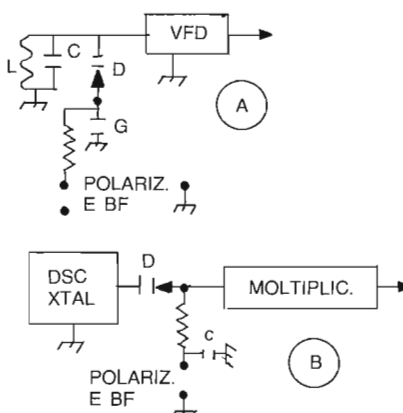 VFD
C
D
L
G
A
POLARIZ.
E BF
D
DSC
XTAL
MOLTIPLIC.
c
B
POLARIZ.
E BF